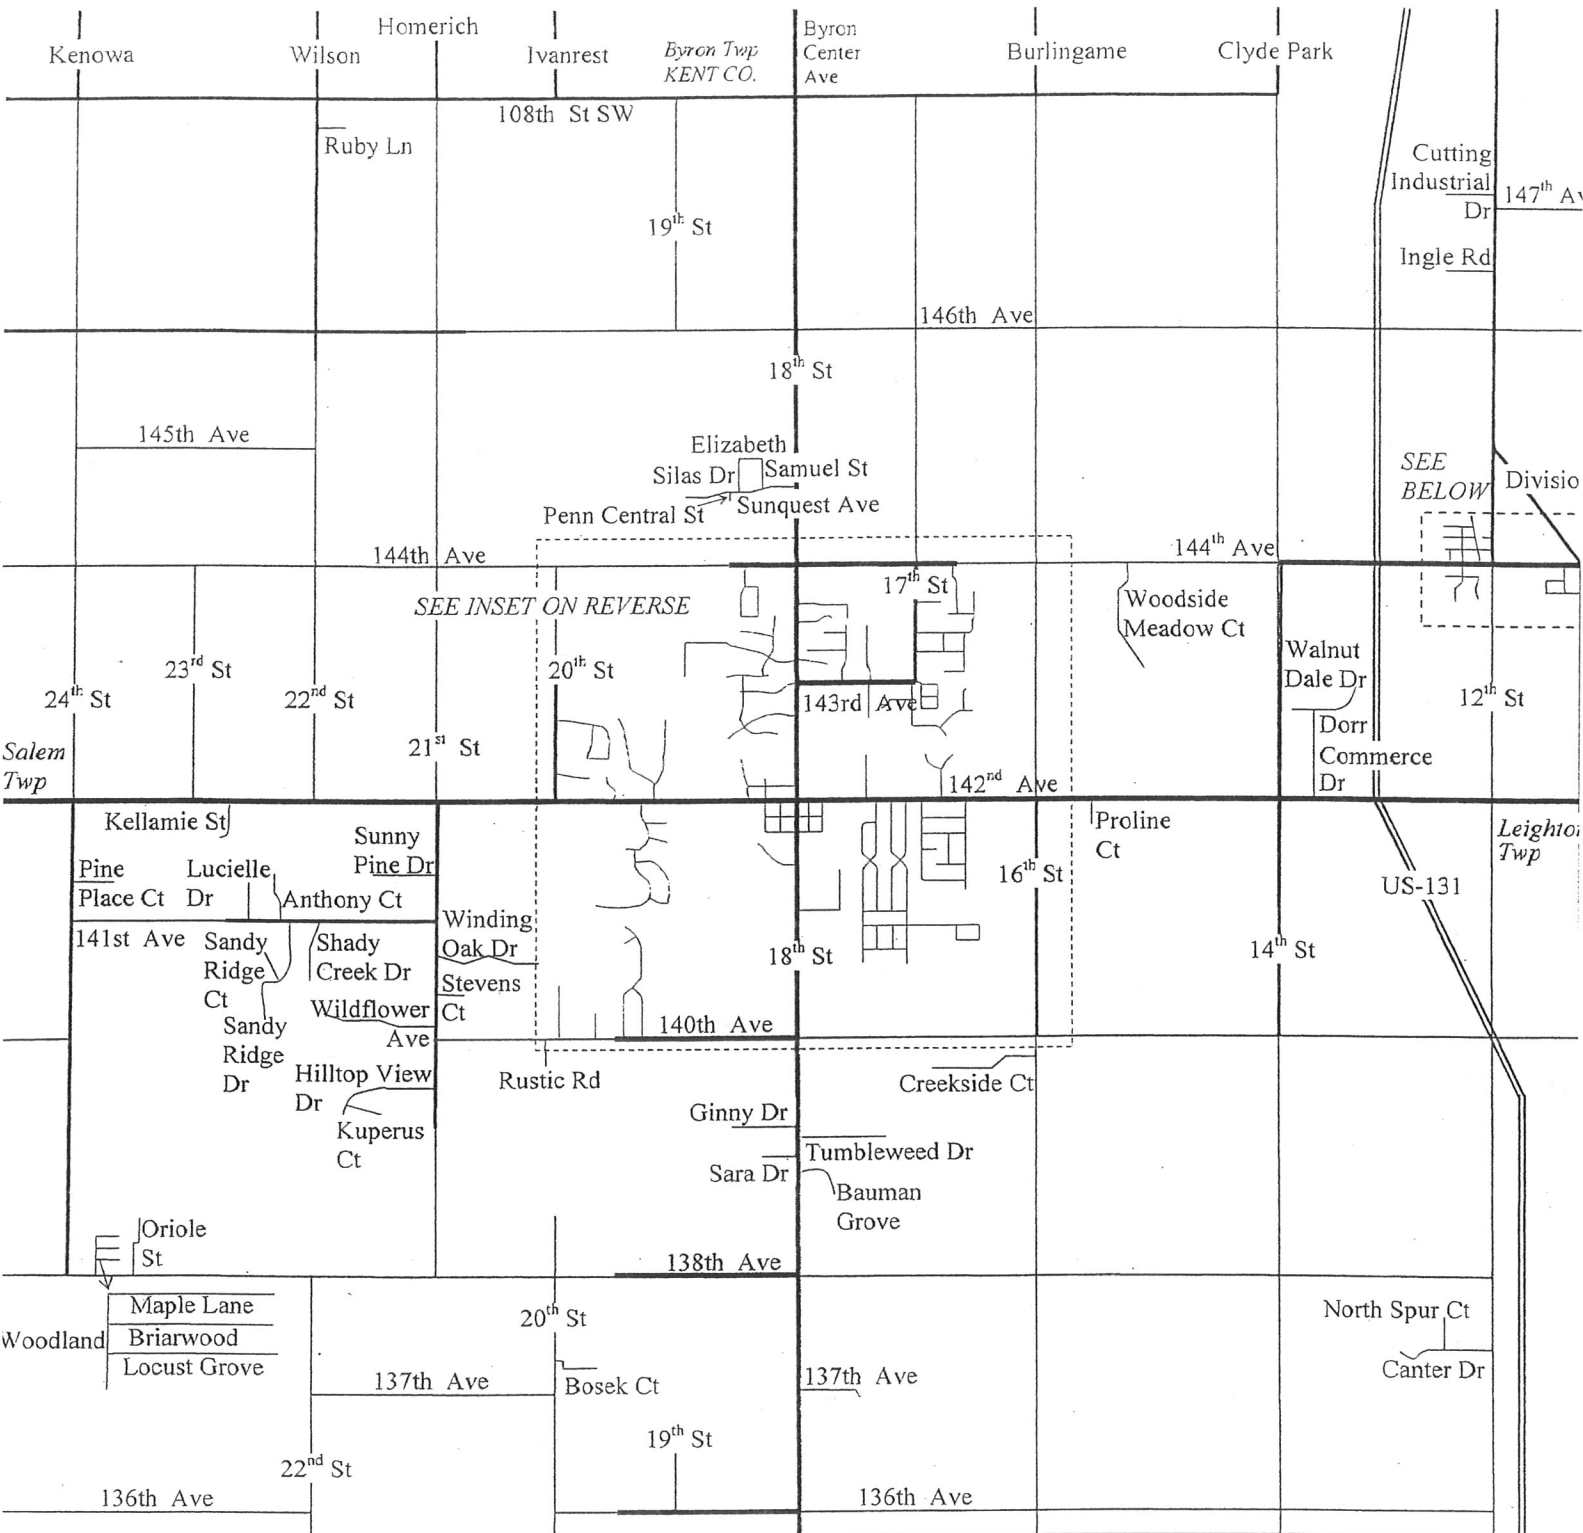 Homerich
Kenowa
Wilson
Ivanrest
Byron Twp
KENT CO.
Byron
Center
Ave
Burlingame
Clyde Park
108th St SW
Ruby Ln
Cutting
Industrial
Dr
147th Av
19th St
Ingle Rd
146th Ave
18th St
145th Ave
Elizabeth
Silas Dr
Samuel St
Penn Central St
Sunquest Ave
SEE
BELOW
Divisio
144th Ave
144th Ave
SEE INSET ON REVERSE
17th St
Woodside
Meadow Ct
23rd St
20th St
24th St
22nd St
143rd Ave
Walnut
Dale Dr
12th St
21st St
Dorr
Commerce
Dr
Salem
Twp
142nd Ave
Kellamie St
Sunny
Pine Dr
Proline
Ct
Leighto
Twp
Pine
Place Ct
Lucielle
Dr
Anthony Ct
16th St
US-131
141st Ave
Sandy
Ridge
Ct
Shady
Creek Dr
Winding
Oak Dr
18th St
14th St
Stevens
Ct
Wildflower
Ave
Sandy
Ridge
Dr
140th Ave
Hilltop View
Dr
Rustic Rd
Creekside Ct
Kuperus
Ct
Ginny Dr
Tumbleweed Dr
Sara Dr
Bauman
Grove
Oriole
St
138th Ave
Maple Lane
Woodland
Briarwood
Locust Grove
20th St
North Spur Ct
137th Ave
Bosek Ct
137th Ave
Canter Dr
19th St
22nd St
136th Ave
136th Ave